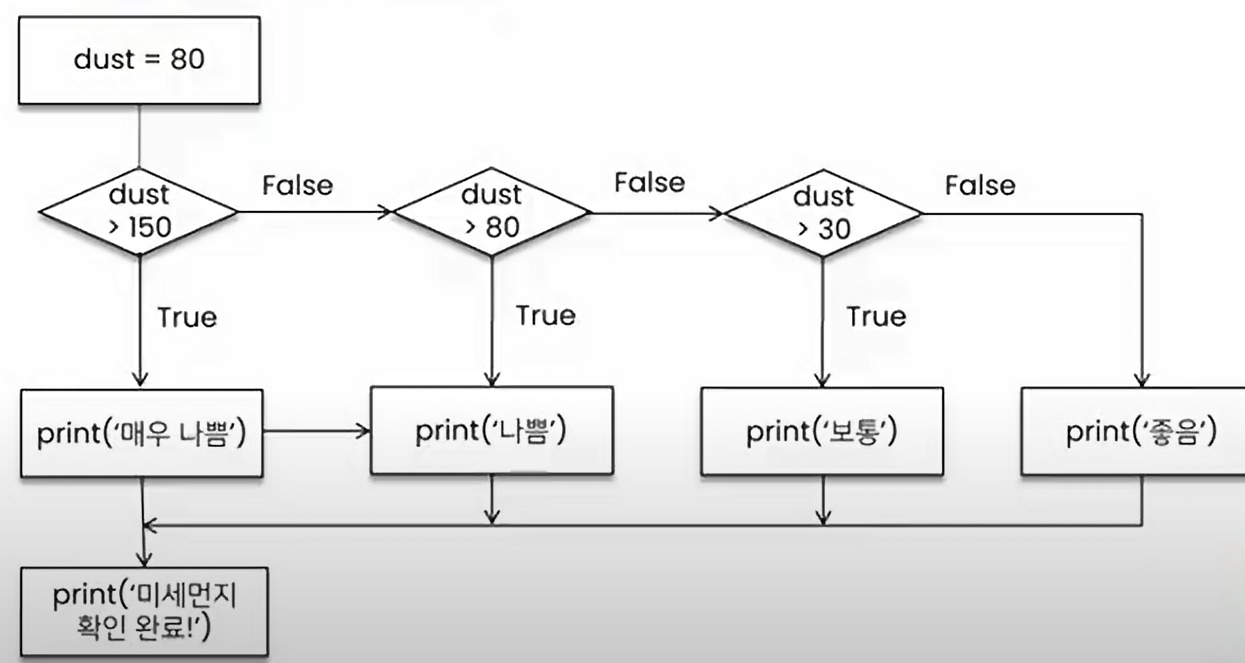 dust = 80
dust
> 150
False
dust
> 80
False
dust
> 30
False
True
True
True
print(‘매우 나쁨’)
print(‘나쁨’)
print(‘보통’)
print(‘좋음’)
print(‘미세먼지
확인 완료!’)